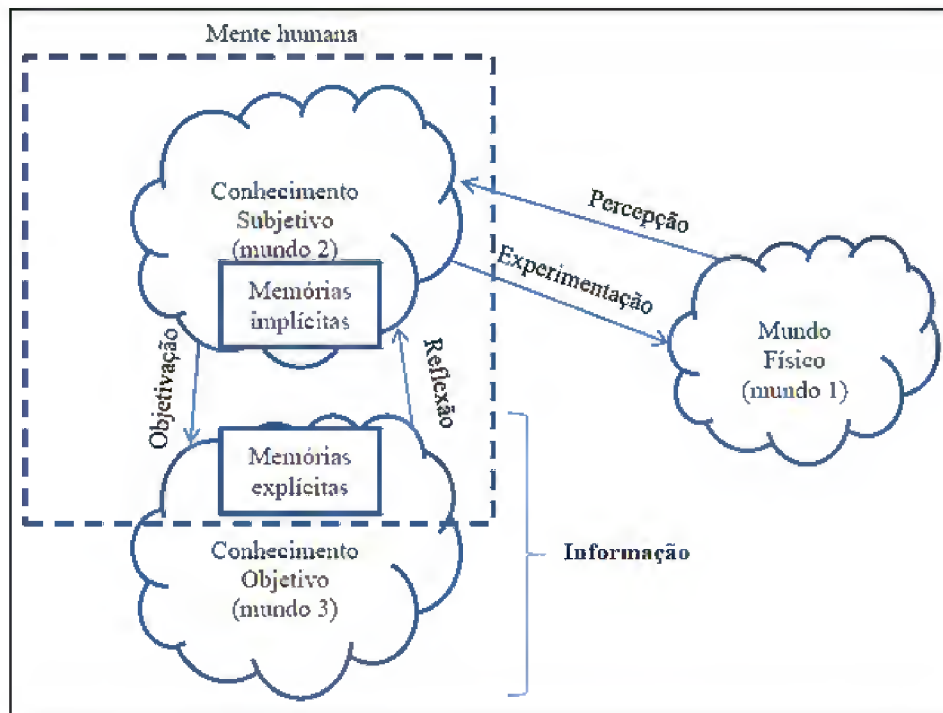 Mente humana
Conhecimento
Subjetivo
(mundo 2)
Memórias
implícitas
Percepção
Experimentação
Mundo
Físico
(mundo 1)
Objetivação
Reflexão
Memórias
explícitas
Conhecimento
Objetivo
(mundo 3)
Informação